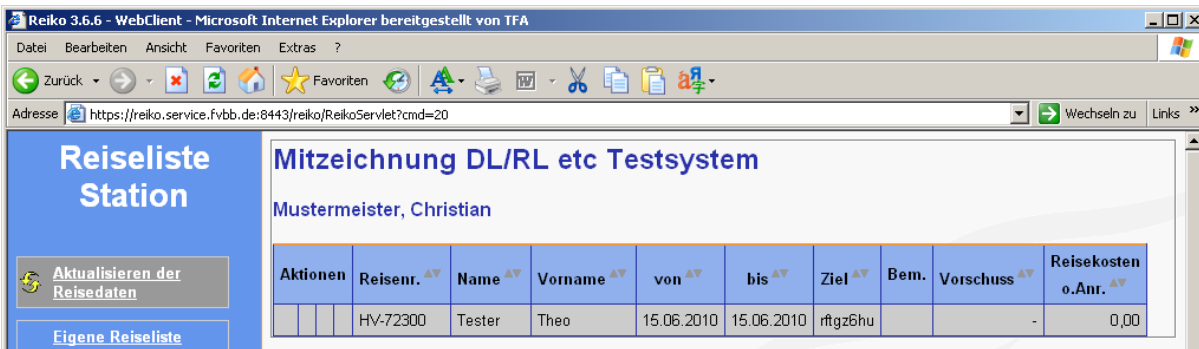 Reiko 3.6.6 - WebClient - Microsoft Internet Explorer bereitgestellt von TFA
Datei Bearbeiten Ansicht Favoriten Extras ?
Zurück Favoriten
Adresse https://reiko.service.fvbb.de:8443/reiko/ReikoServlet?cmd=20 Wechseln zu Links »
Reiseliste
Station
Mitzeichnung DL/RL etc Testsystem
Mustermeister, Christian
Aktualisieren der
Reisedaten
Eigene Reiseliste
Aktionen Reisenr. Name Vorname von bis Ziel Bem. Vorschuss Reisekosten
o.Anr.
HV-72300 Tester Theo 15.06.2010 15.06.2010 rftgz6hu - 0,00